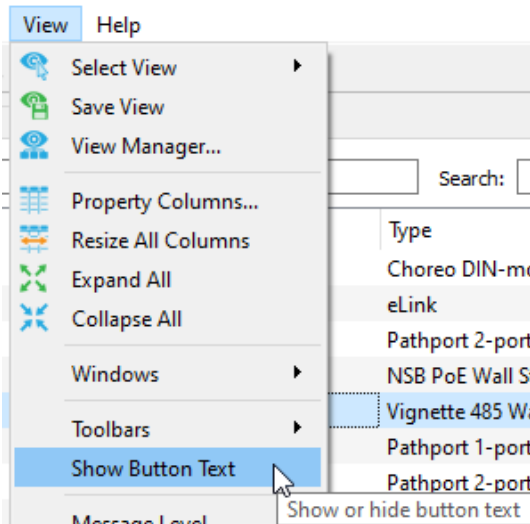 View Help
Select View
Save View
View Manager...
Property Columns...
Resize All Columns
Expand All
Collapse All
Windows
Toolbars
Show Button Text
Message Level
Search:
Type
Choreo DIN-mo
eLink
Pathport 2-port
NSB PoE Wall S
Vignette 485 Wa
Pathport 1-port
Pathport 2-port
Show or hide button text